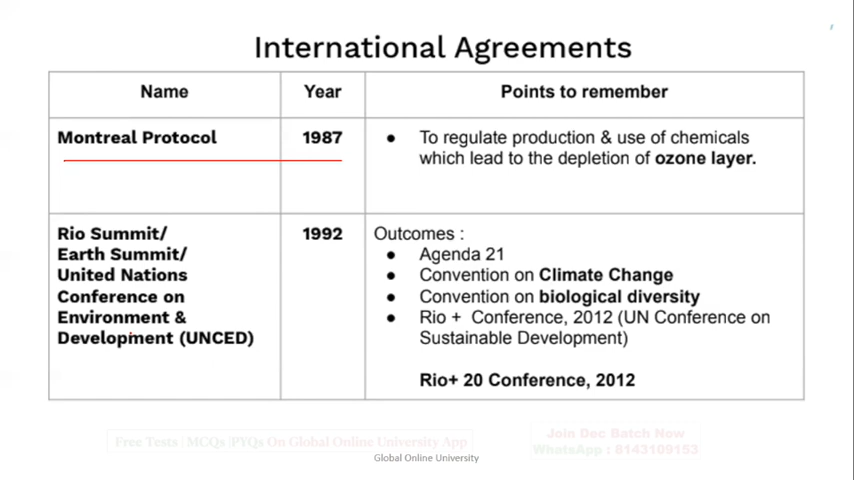 International Agreements
Name Year Points to remember
Montreal Protocol 1987 ● To regulate production & use of chemicals
which lead to the depletion of ozone layer.
Rio Summit/ 1992 Outcomes :
Earth Summit/ ● Agenda 21
United Nations ● Convention on Climate Change
Conference on ● Convention on biological diversity
Environment & ● Rio + Conference, 2012 (UN Conference on
Development (UNCED) Sustainable Development)
Rio+ 20 Conference, 2012
Free Tests | MCQs |PYQs On Global Online University App
Join Dec Batch Now
WhatsApp : 8143109153
Global Online University